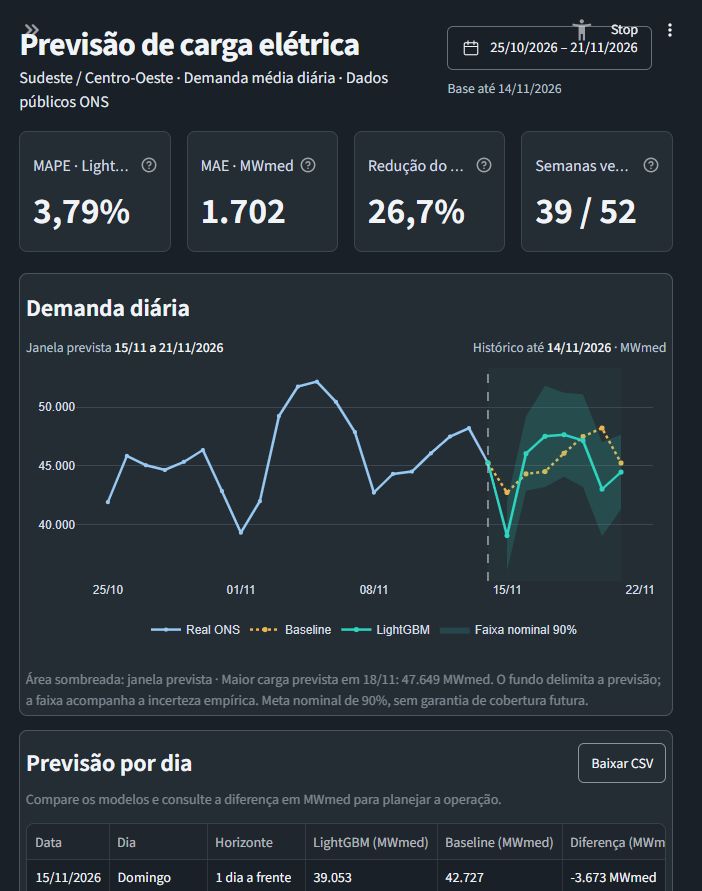 Stop
Previsão de carga elétrica
25/10/2026 – 21/11/2026
Sudeste / Centro-Oeste · Demanda média diária · Dados
públicos ONS
Base até 14/11/2026
MAPE · Light...
MAE · MWmed
Redução do ...
Semanas ve...
3,79%
1.702
26,7%
39 / 52
Demanda diária
Janela prevista 15/11 a 21/11/2026
Histórico até 14/11/2026 · MWmed
50.000
45.000
40.000
25/10
01/11
08/11
15/11
22/11
Real ONS
Baseline
LightGBM
Faixa nominal 90%
Área sombreada: janela prevista · Maior carga prevista em 18/11: 47.649 MWmed. O fundo delimita a previsão;
a faixa acompanha a incerteza empírica. Meta nominal de 90%, sem garantia de cobertura futura.
Previsão por dia
Baixar CSV
Compare os modelos e consulte a diferença em MWmed para planejar a operação.
Data
Dia
Horizonte
LightGBM (MWmed)
Baseline (MWmed)
Diferença (MWm
15/11/2026
Domingo
1 dia a frente
39.053
42.727
-3.673 MWmed